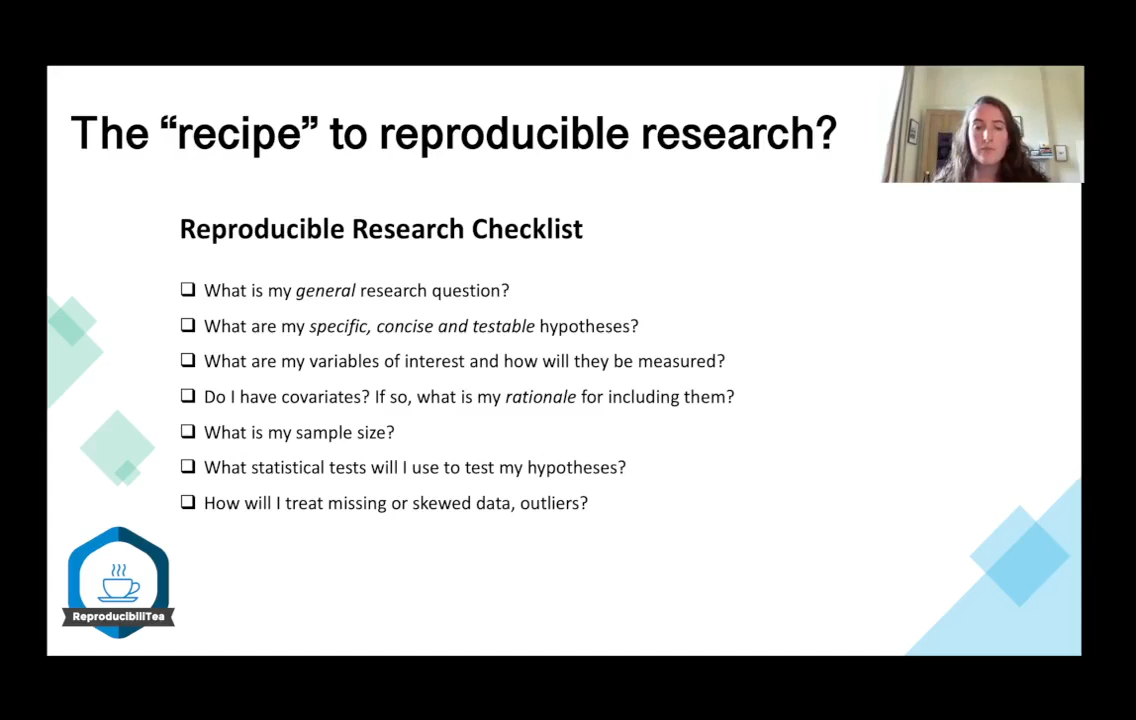 The “recipe” to reproducible research?
Reproducible Research Checklist
What is my general research question?
What are my specific, concise and testable hypotheses?
What are my variables of interest and how will they be measured?
Do I have covariates? If so, what is my rationale for including them?
What is my sample size?
What statistical tests will I use to test my hypotheses?
How will I treat missing or skewed data, outliers?
ReproducibiliTea